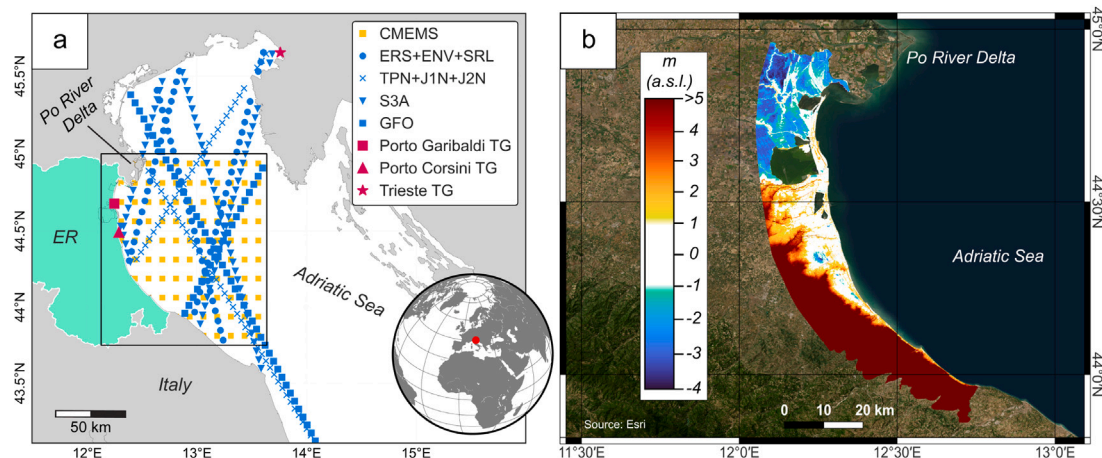 a
CMEMS
ERS+ENV+SRL
TPN+J1N+J2N
S3A
GFO
Porto Garibaldi TG
Porto Corsini TG
Trieste TG
Po River
Delta
ER
Adriatic Sea
Italy
50 km
45.5°N
45°N
44.5°N
44°N
43.5°N
12°E
13°E
14°E
15°E
b
m
(a.s.l.)
>5
4
3
2
1
0
-1
-2
-3
-4
Po River Delta
Adriatic Sea
Source: Esri
0 10 20 km
45°0'N
44°30'N
44°0'N
11°30'E
12°0'E
12°30'E
13°0'E